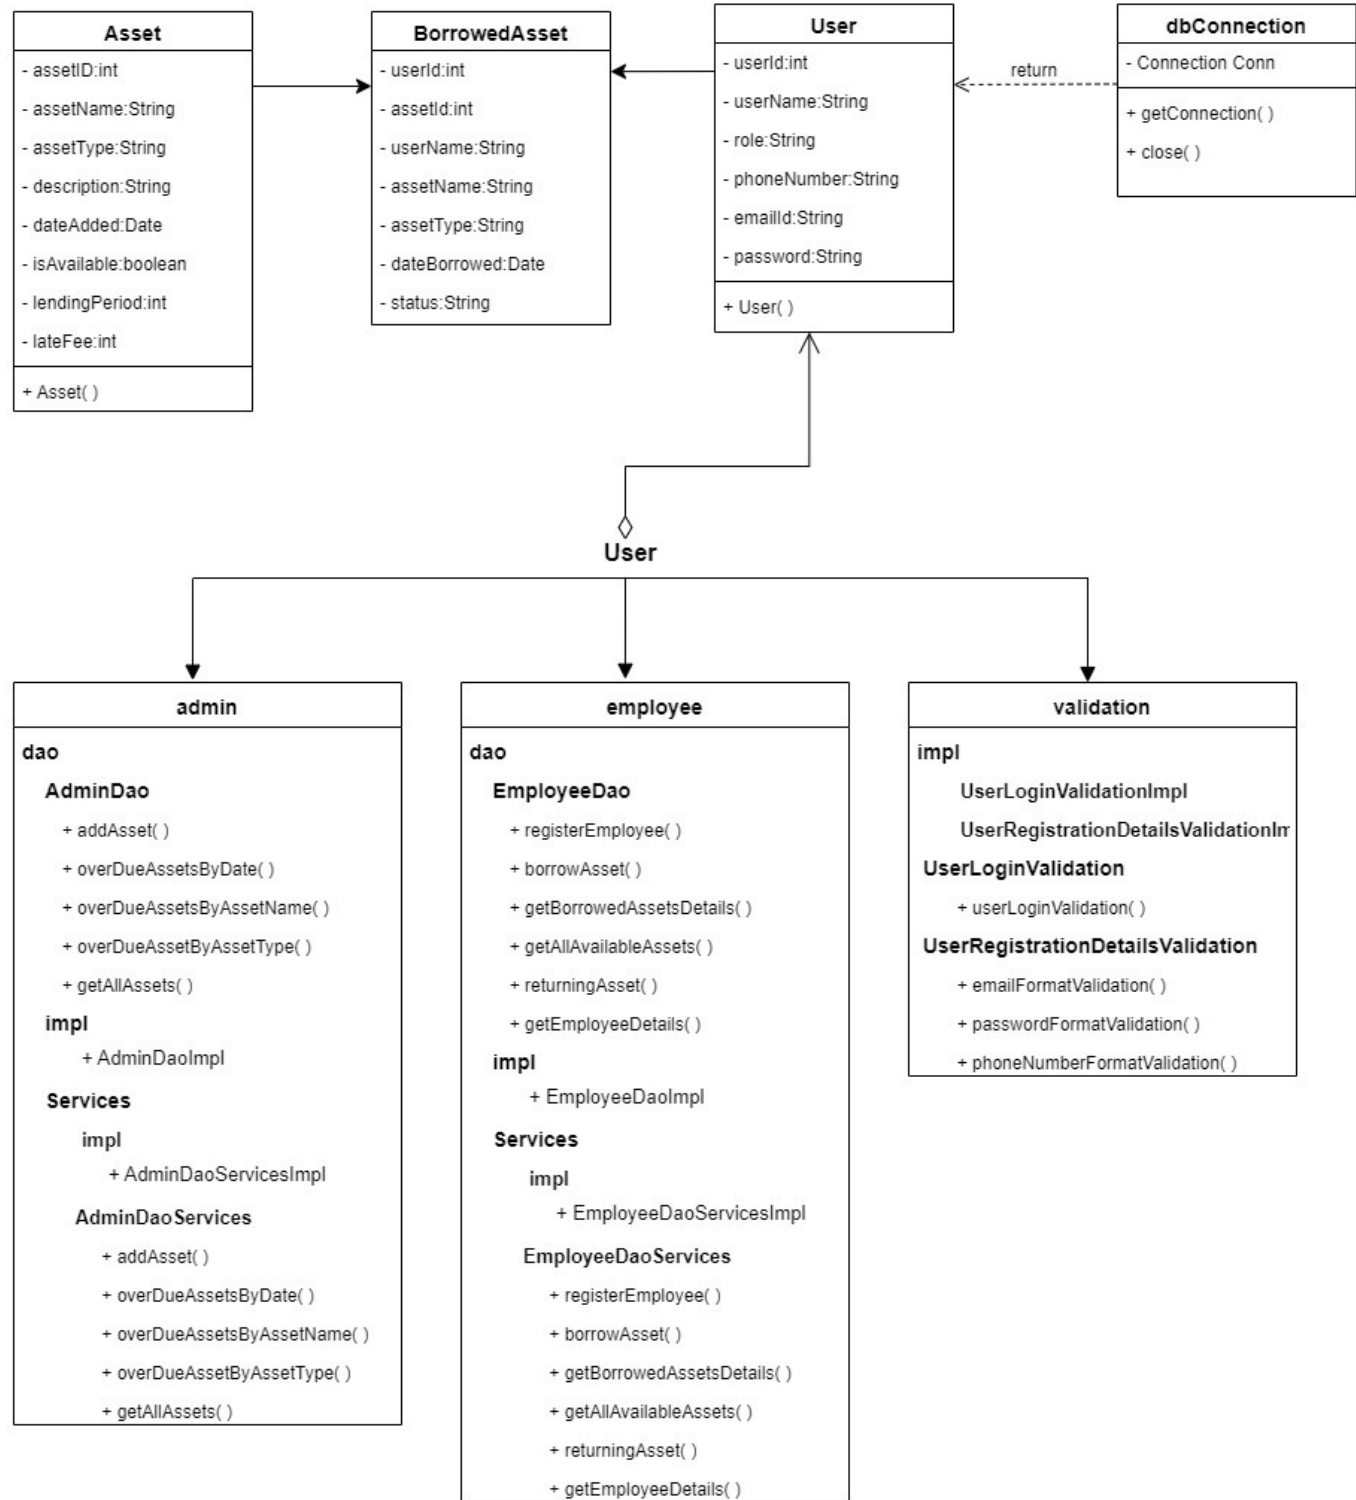 Asset
- assetID:int
- assetName:String
- assetType:String
- description:String
- dateAdded:Date
- isAvailable:boolean
- lendingPeriod:int
- lateFee:int
+ Asset( )
BorrowedAsset
- userId:int
- assetId:int
- userName:String
- assetName:String
- assetType:String
- dateBorrowed:Date
- status:String
User
- userId:int
- userName:String
- role:String
- phoneNumber:String
- emailId:String
- password:String
+ User( )
return
dbConnection
- Connection Conn
+ getConnection( )
+ close( )
User
admin
dao
AdminDao
+ addAsset( )
+ overDueAssetsByDate( )
+ overDueAssetsByAssetName( )
+ overDueAssetByAssetType( )
+ getAllAssets( )
impl
+ AdminDaoImpl
Services
impl
+ AdminDaoServicesImpl
AdminDaoServices
+ addAsset( )
+ overDueAssetsByDate( )
+ overDueAssetsByAssetName( )
+ overDueAssetByAssetType( )
+ getAllAssets( )
employee
dao
EmployeeDao
+ registerEmployee( )
+ borrowAsset( )
+ getBorrowedAssetsDetails( )
+ getAllAvailableAssets( )
+ returningAsset( )
+ getEmployeeDetails( )
impl
+ EmployeeDaoImpl
Services
impl
+ EmployeeDaoServicesImpl
EmployeeDaoServices
+ registerEmployee( )
+ borrowAsset( )
+ getBorrowedAssetsDetails( )
+ getAllAvailableAssets( )
+ returningAsset( )
+ getEmployeeDetails( )
validation
impl
UserLoginValidationImpl
UserRegistrationDetailsValidationIm
UserLoginValidation
+ userLoginValidation( )
UserRegistrationDetailsValidation
+ emailFormatValidation( )
+ passwordFormatValidation( )
+ phoneNumberFormatValidation( )